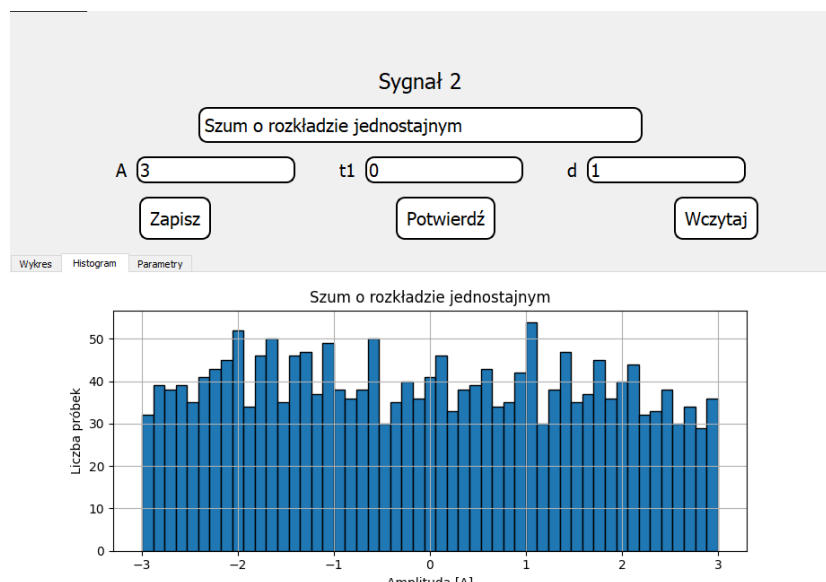 Sygnał 2
Szum o rozkładzie jednostajnym
A 3 t1 0 d 1
Zapisz Potwierdź Wczytaj
Wykres Histogram Parametry
Szum o rozkładzie jednostajnym
50
40
30
20
10
0
Liczba próbek
−3 −2 −1 0 1 2 3
Amplituda [A]